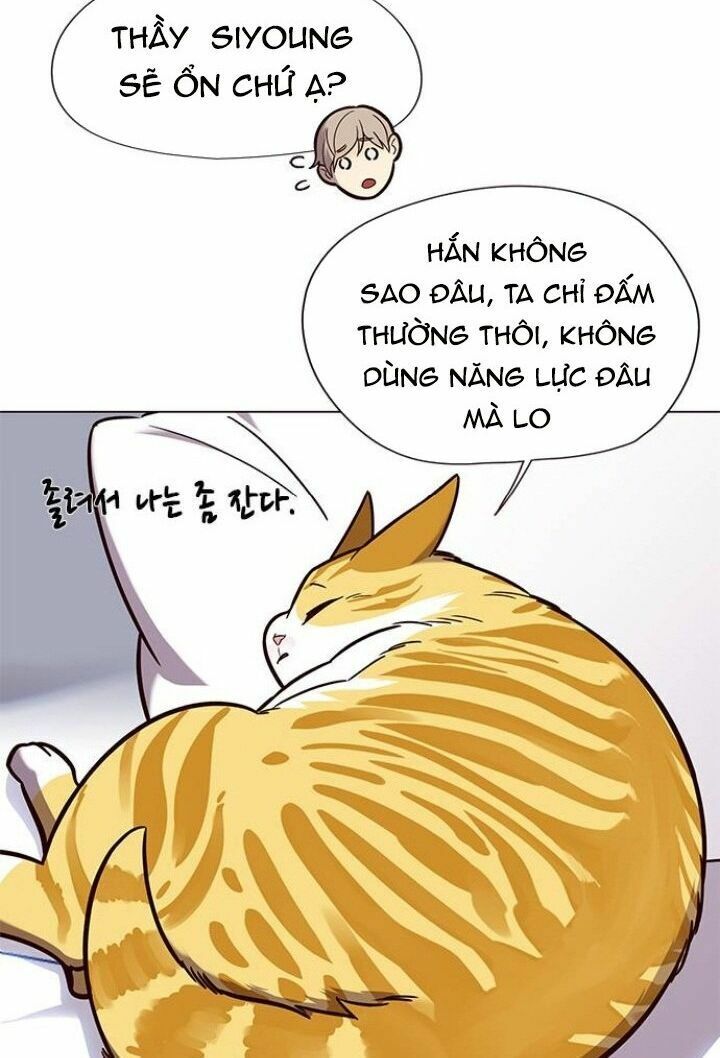 THẦY SIYOUNG
SẼ ỔN CHỨ Ạ?
HẮN KHÔNG
SAO ĐÂU, TA CHỈ ĐẤM
THƯỜNG THÔI, KHÔNG
DÙNG NĂNG LỰC ĐÂU
MÀ LO
졸려서 나는 좀 잔다.